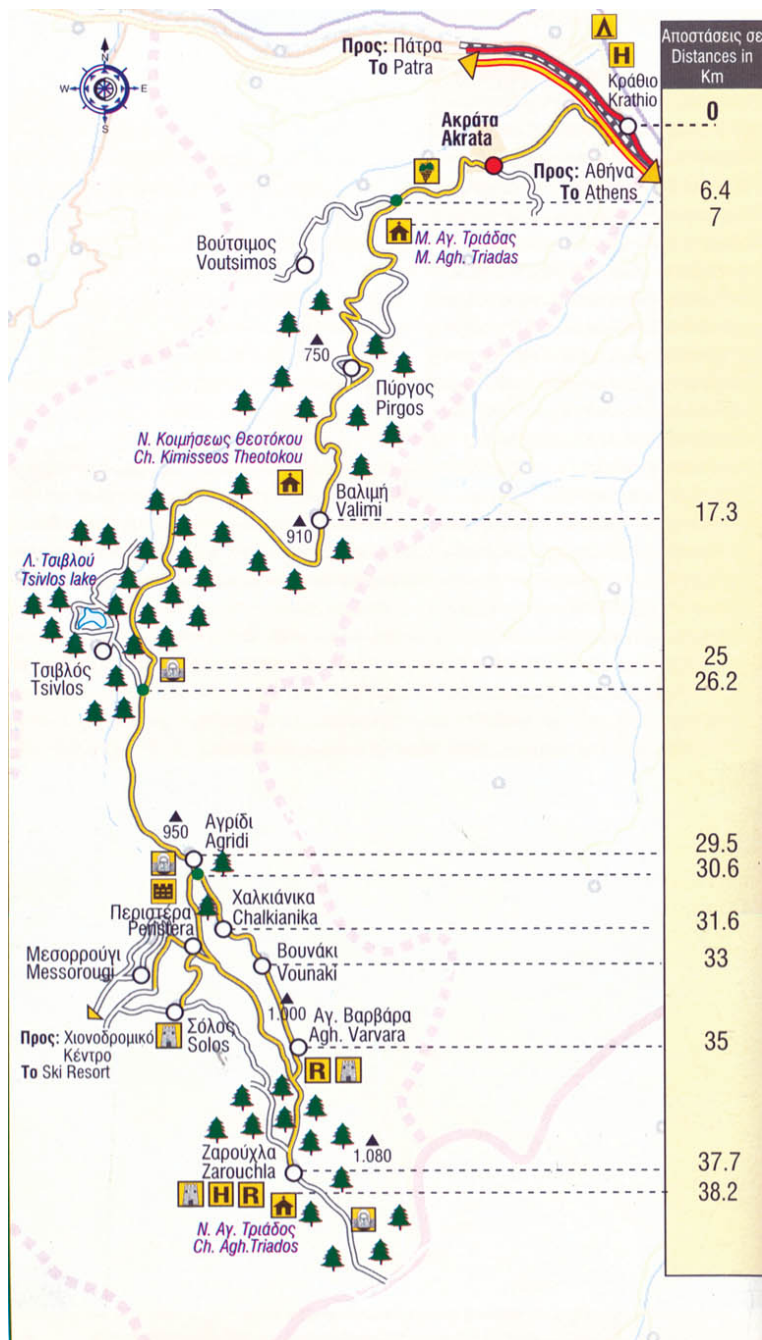 Αποστάσεις σε
Distances in
Km
Προς: Πάτρα
To Patra
H
Κράθιο
Krathio
0
N
W
E
S
Ακράτα
Akrata
Προς: Αθήνα
To Athens
6.4
7
Βούτσιμος
Voutsimos
Μ. Αγ. Τριάδας
M. Agh. Triadas
750
Πύργος
Pirgos
Ν. Κοιμήσεως Θεοτόκου
Ch. Kimisseos Theotokou
Βαλιμή
Valimi
910
17.3
Λ. Τσιβλού
Tsivlos lake
Τσιβλός
Tsivlos
25
26.2
950
Αγρίδι
Agridi
29.5
30.6
Χαλκιάνικα
Chalkianika
31.6
Περιστέρα
Peristera
Μεσορρούγι
Messorougi
Βουνάκι
Vounaki
33
1.000
Αγ. Βαρβάρα
Agh. Varvara
35
Σόλος
Solos
Προς: Χιονοδρομικό
Κέντρο
To Ski Resort
R
Ζαρούχλα
Zarouchla
1.080
37.7
38.2
H R
Ν. Αγ. Τριάδος
Ch. Agh.Triados